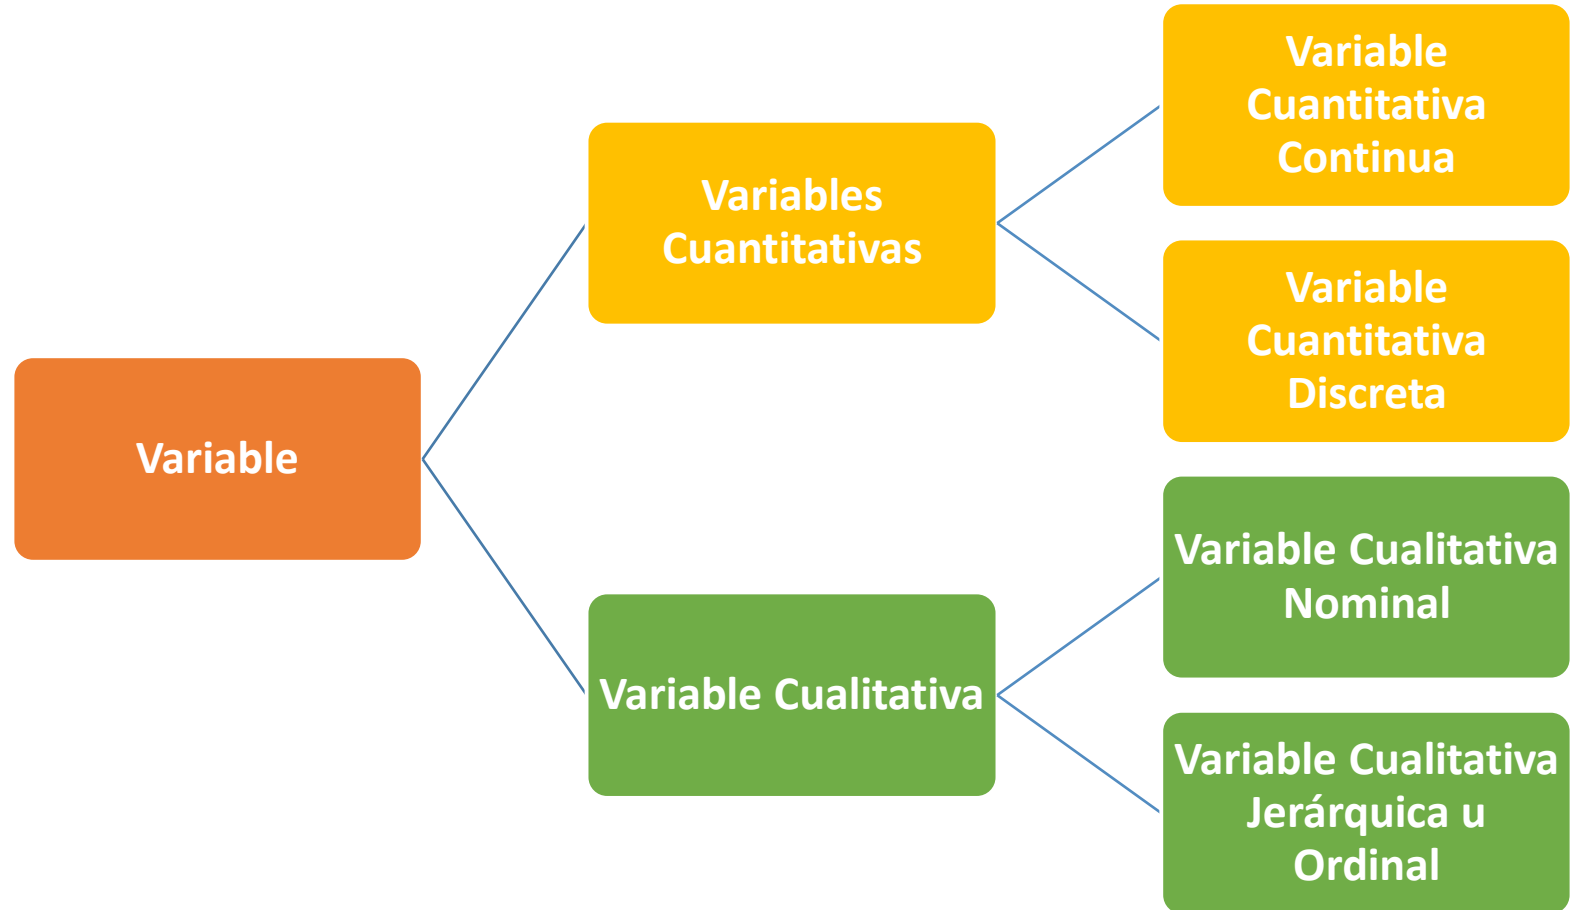 Variable
Variables
Cuantitativas
Variable
Cuantitativa
Continua
Variable
Cuantitativa
Discreta
Variable Cualitativa
Variable Cualitativa
Nominal
Variable Cualitativa
Jerárquica u
Ordinal